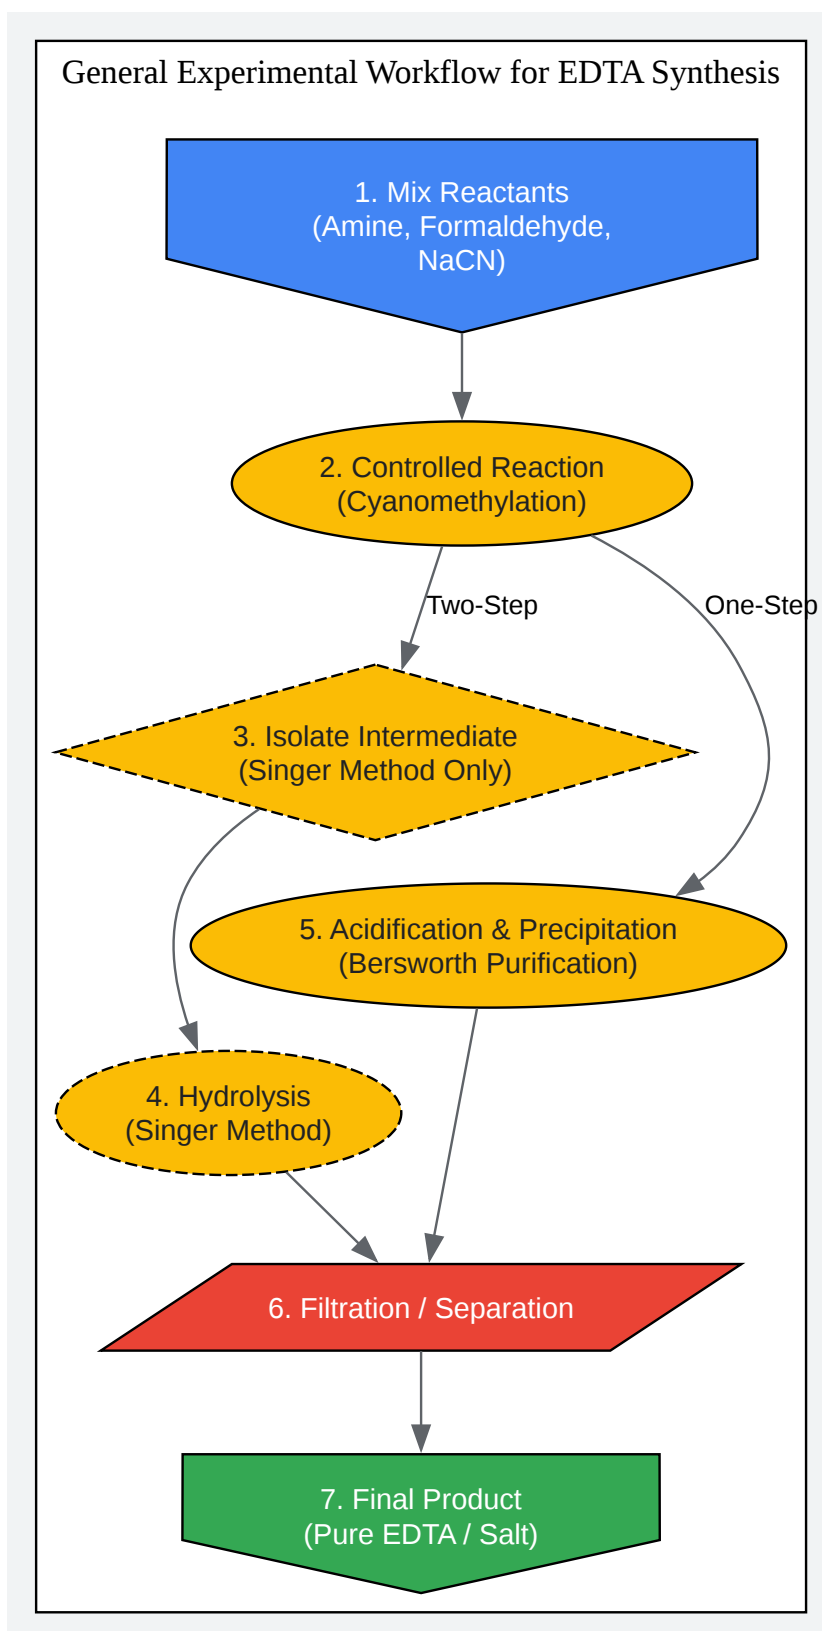 General Experimental Workflow for EDTA Synthesis
1. Mix Reactants
(Amine, Formaldehyde,
NaCN)
2. Controlled Reaction
(Cyanomethylation)
Two-Step
One-Step
3. Isolate Intermediate
(Singer Method Only)
5. Acidification & Precipitation
(Bersworth Purification)
4. Hydrolysis
(Singer Method)
6. Filtration / Separation
7. Final Product
(Pure EDTA / Salt)